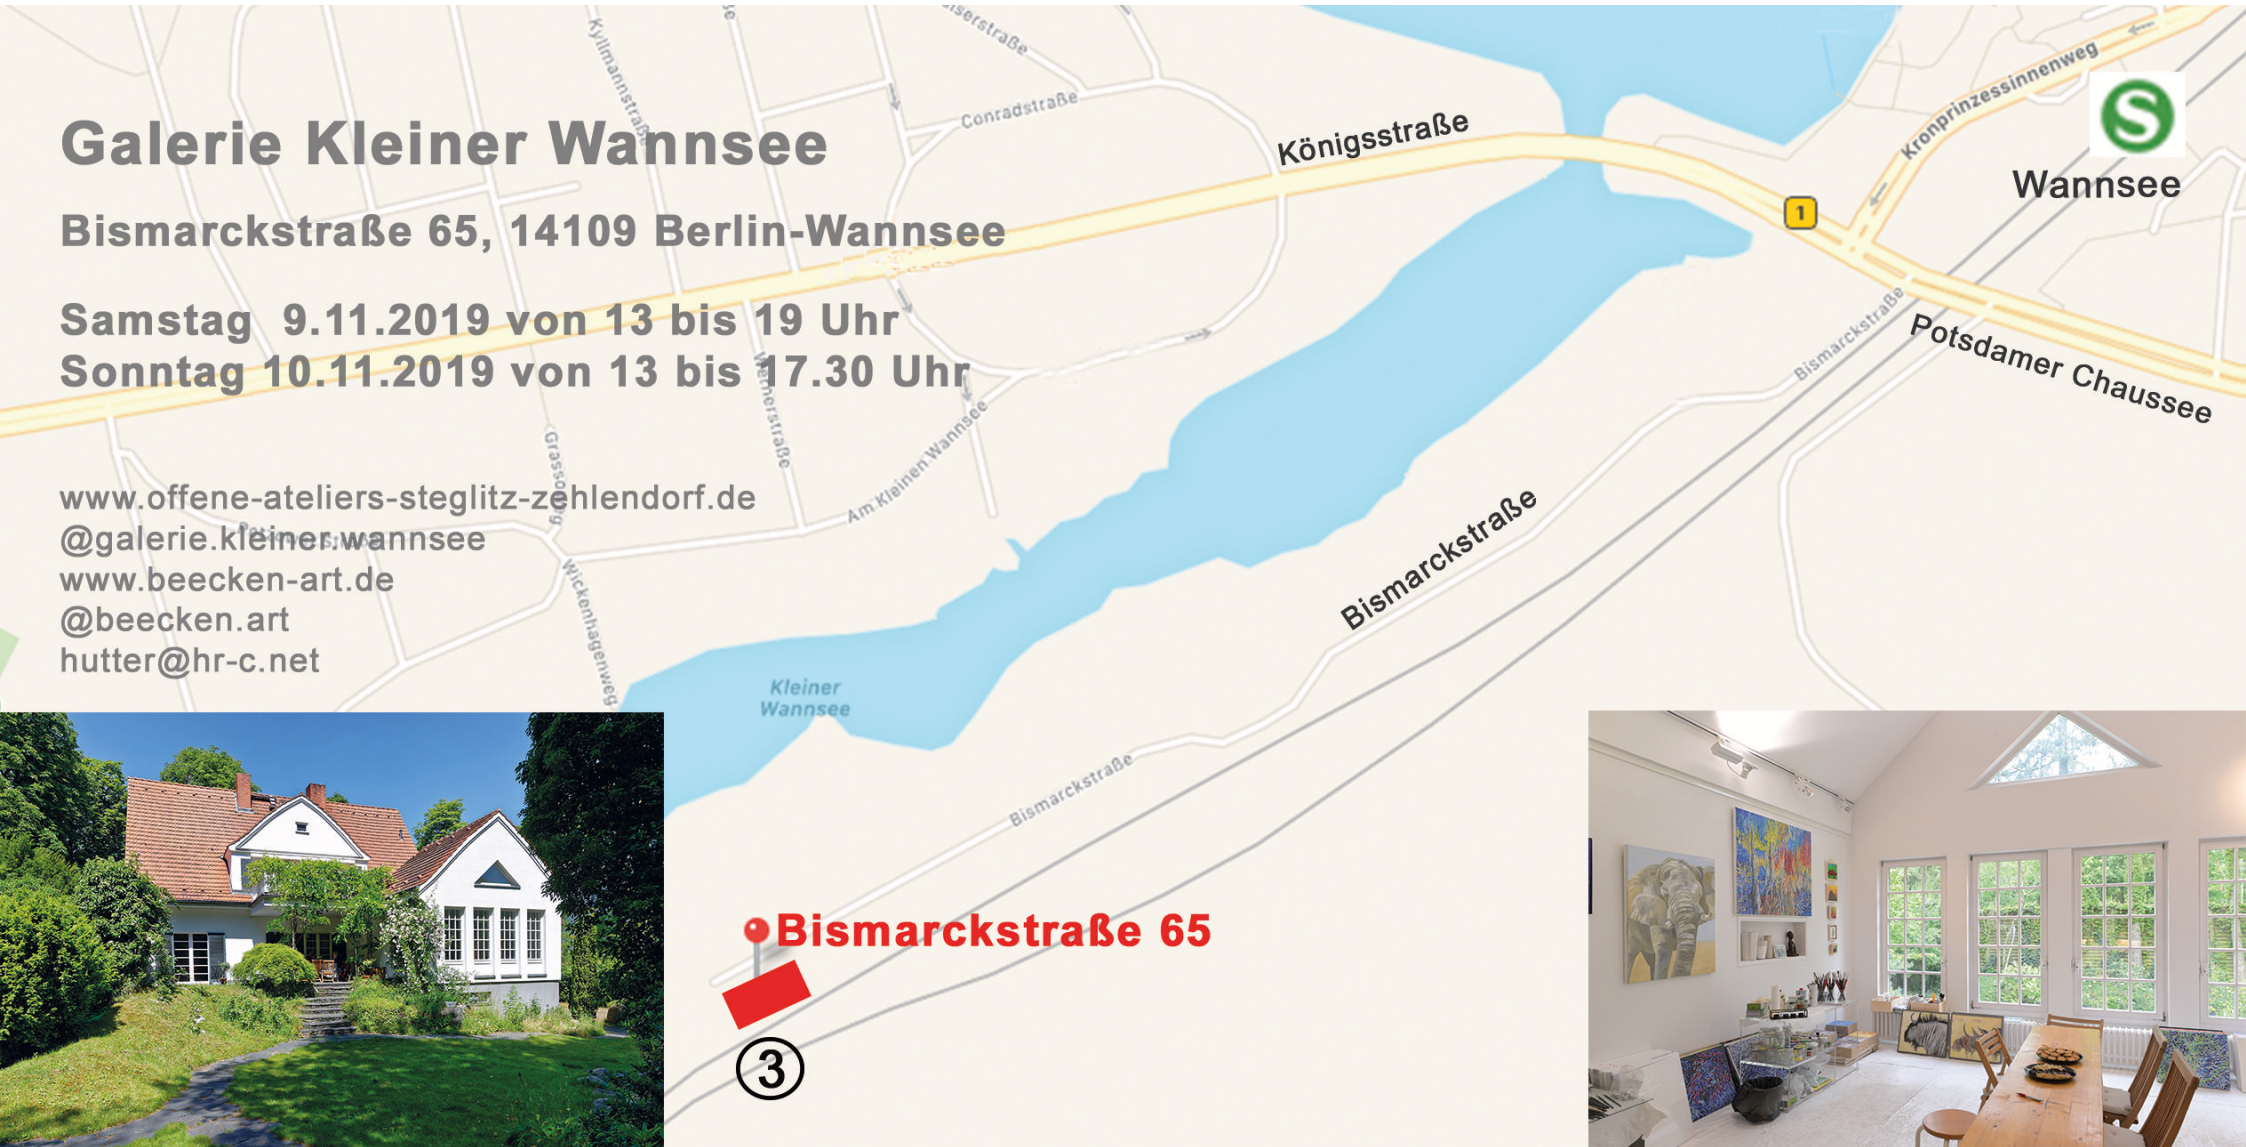 Galerie Kleiner Wannsee
Bismarckstraße 65, 14109 Berlin-Wannsee
Samstag 9.11.2019 von 13 bis 19 Uhr
Sonntag 10.11.2019 von 13 bis 17.30 Uhr
www.offene-ateliers-steglitz-zehlendorf.de
@galerie.kleiner.wannsee
www.beecken-art.de
@beecken.art
hutter@hr-c.net
Kyllmannstraße
Conradstraße
Königsstraße
Kronprinzessinnenweg
S
Wannsee
1
Bismarckstraße
Potsdamer Chaussee
Am Kleinen Wannsee
Wickenhagenweg
Bismarckstraße
Kleiner
Wannsee
Bismarckstraße
Bismarckstraße 65
3